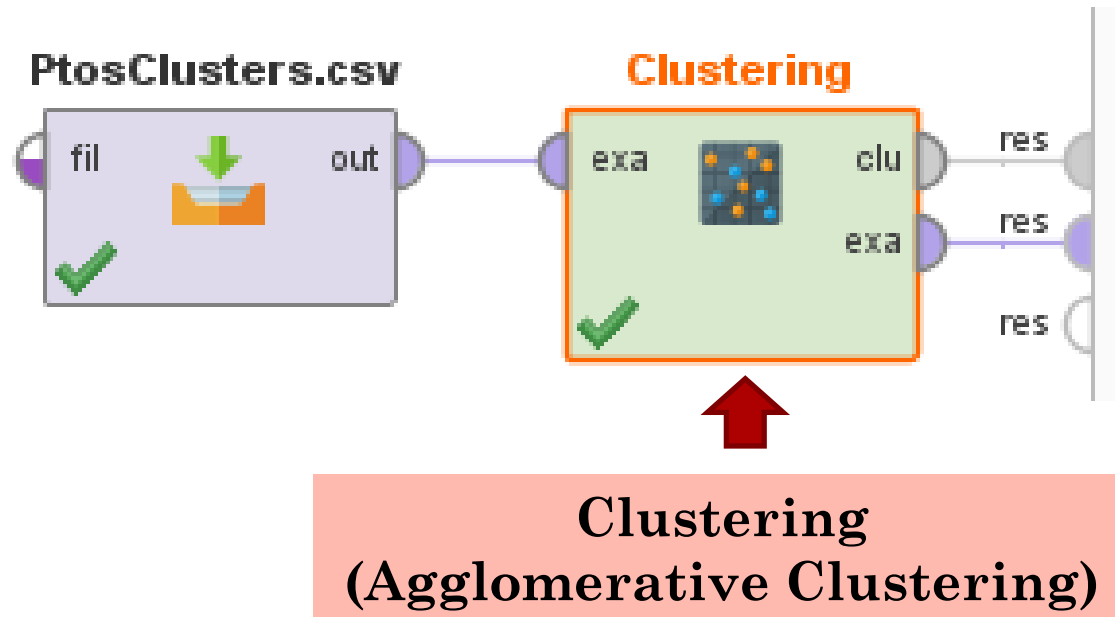 PtosClusters.csv
Clustering
fil
out
exa
clu
res
exa
res
res
Clustering
(Agglomerative Clustering)